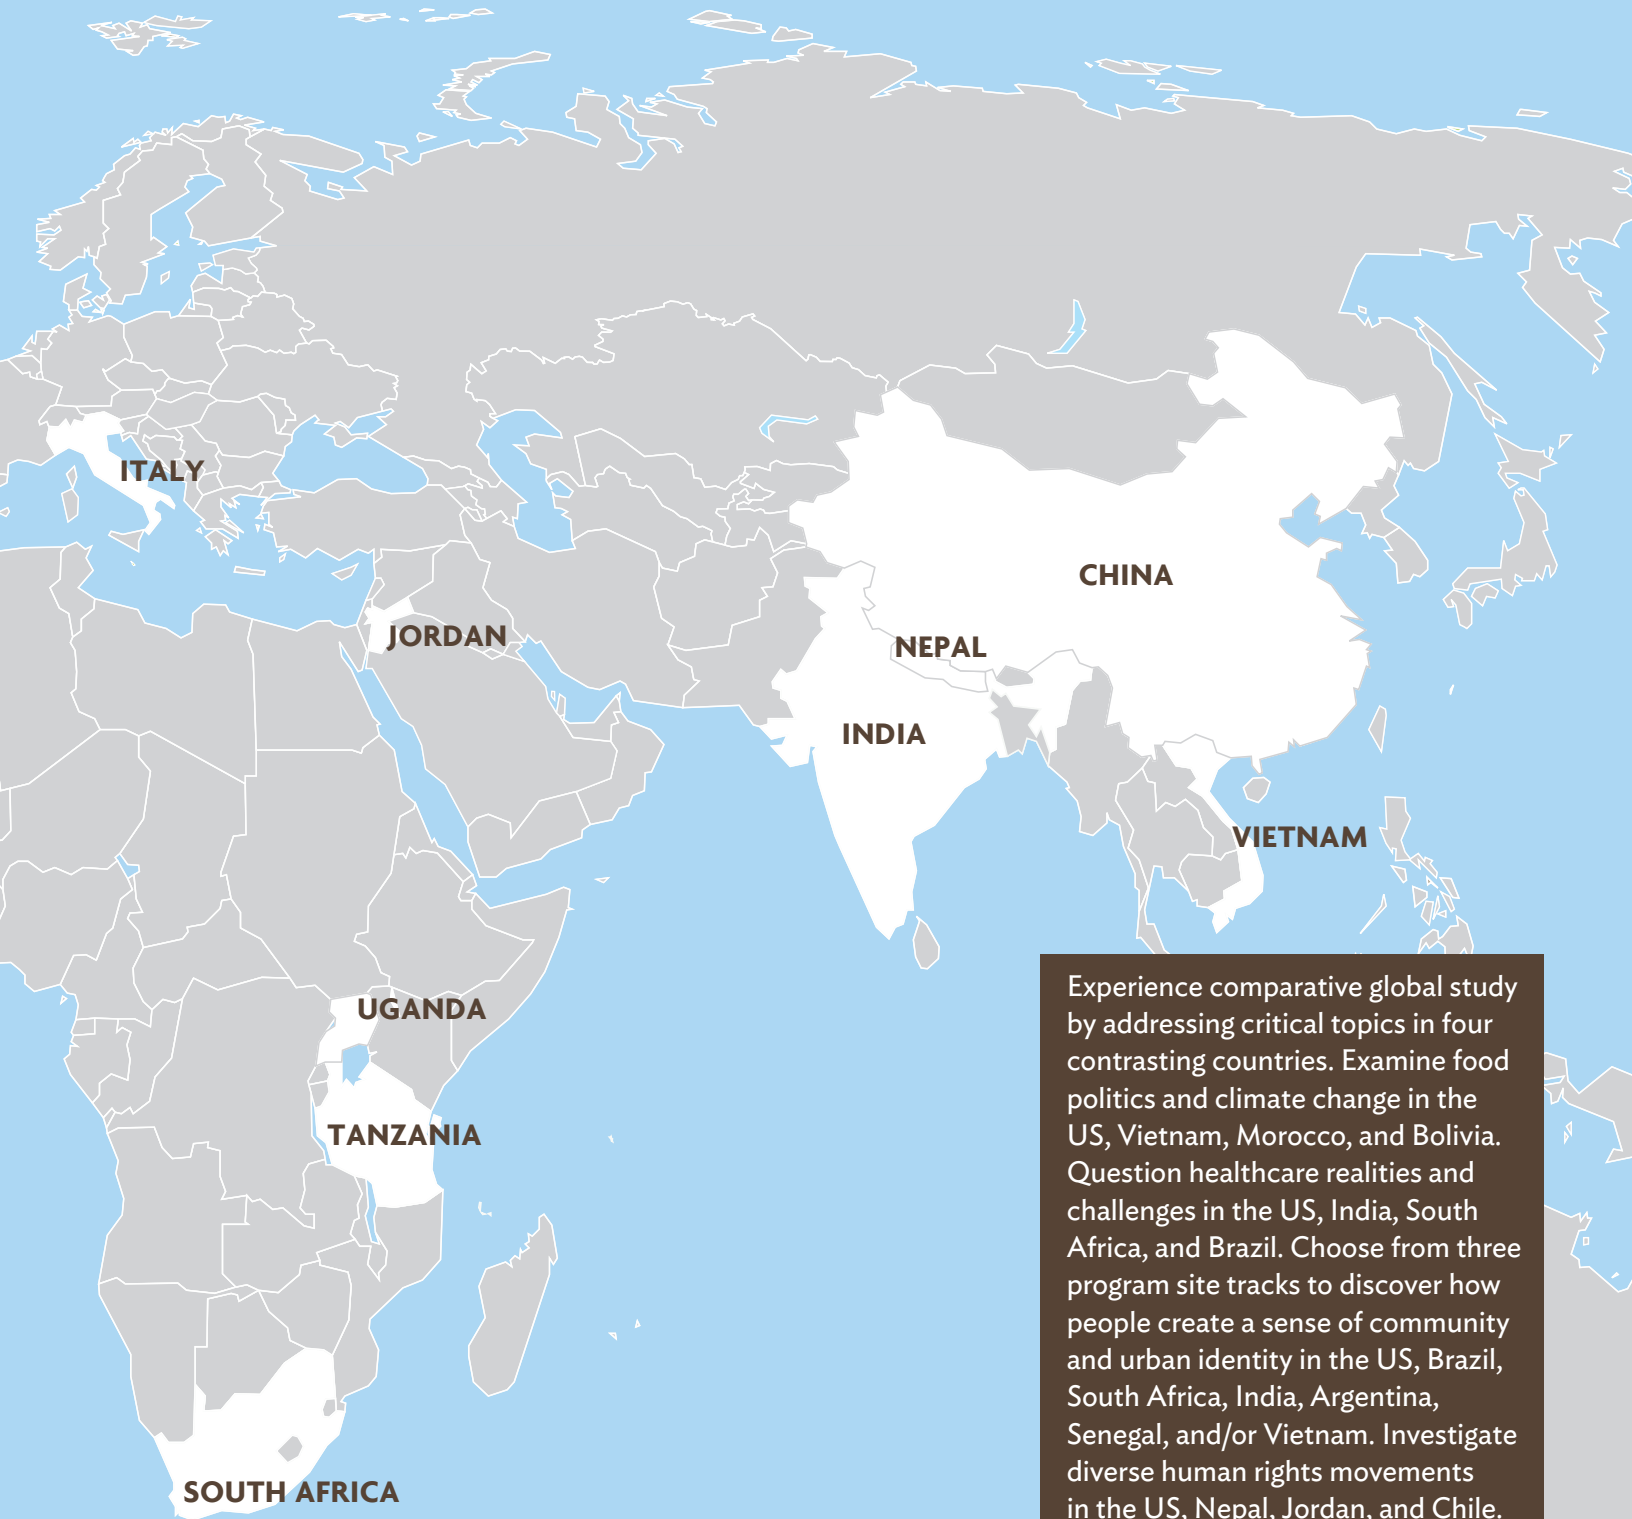 ITALY
CHINA
JORDAN
NEPAL
INDIA
VIETNAM
UGANDA
TANZANIA
SOUTH AFRICA
Experience comparative global study
by addressing critical topics in four
contrasting countries. Examine food
politics and climate change in the
US, Vietnam, Morocco, and Bolivia.
Question healthcare realities and
challenges in the US, India, South
Africa, and Brazil. Choose from three
program site tracks to discover how
people create a sense of community
and urban identity in the US, Brazil,
South Africa, India, Argentina,
Senegal, and/or Vietnam. Investigate
diverse human rights movements
in the US, Nepal, Jordan, and Chile.